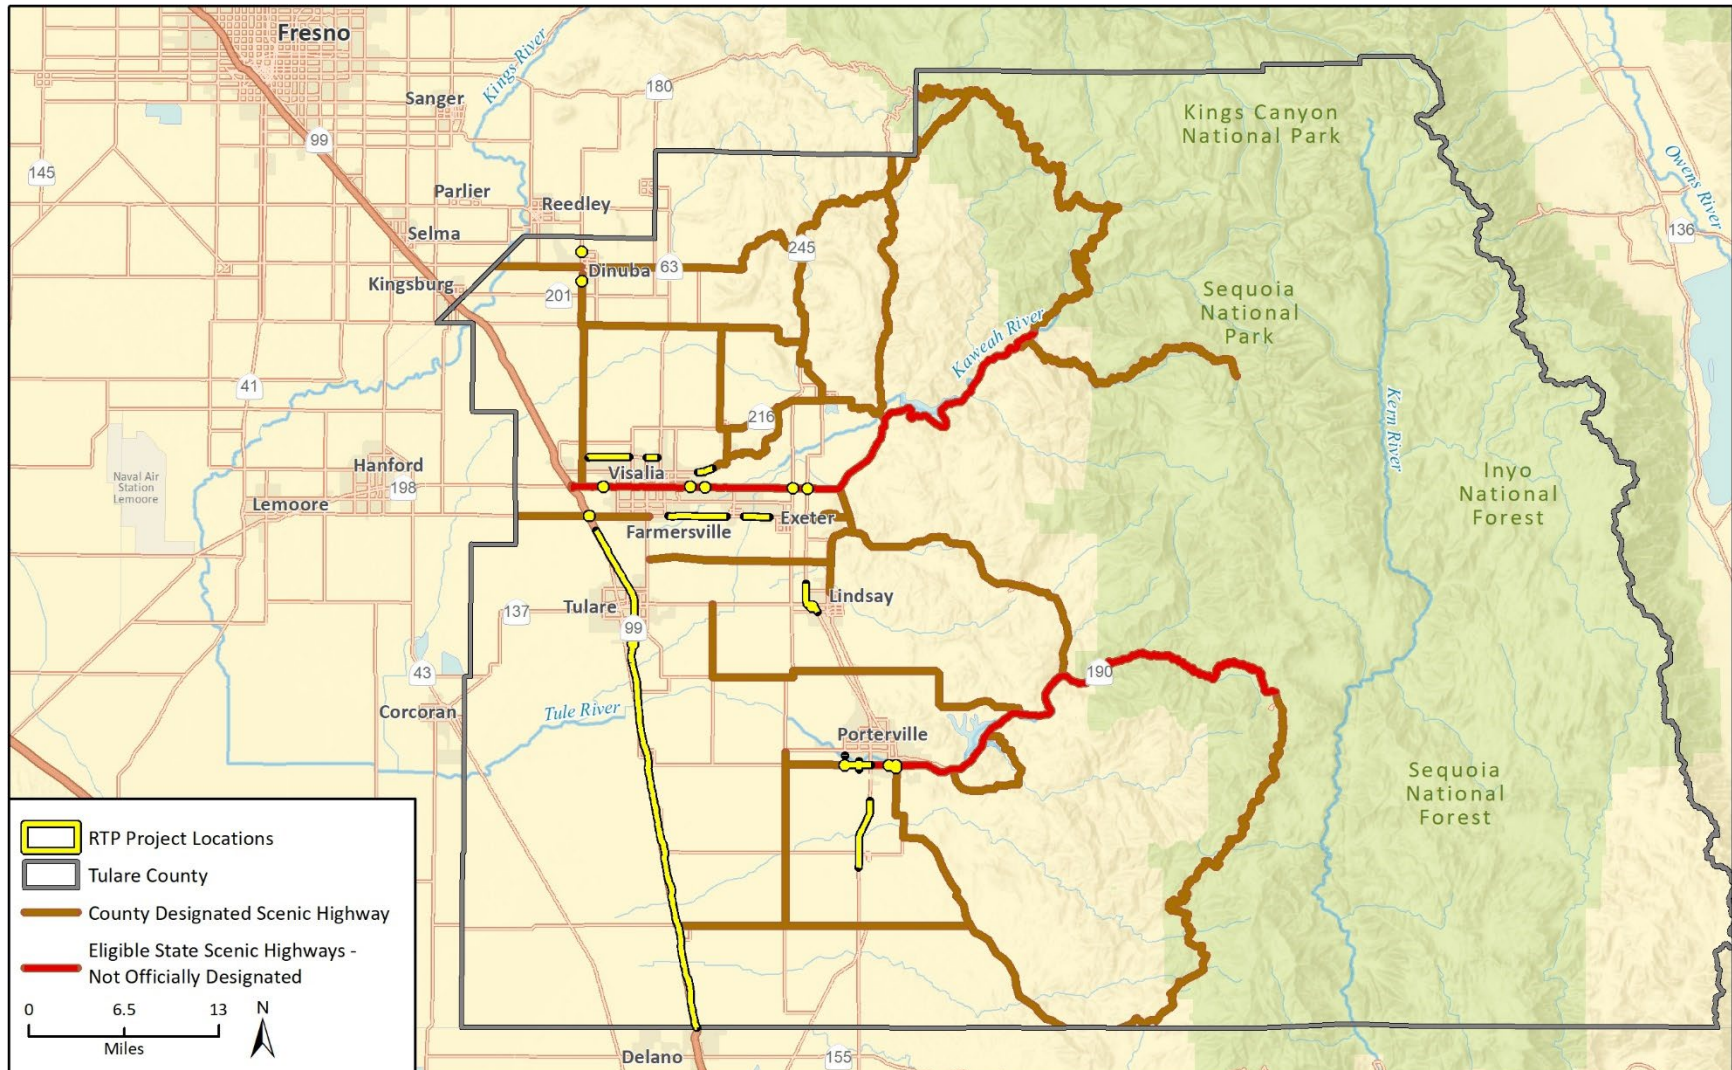 Fresno
Kings River
180
Sanger
99
145
Parlier
Reedley
Selma
Kingsburg
Dinuba
63
201
245
Kings Canyon
National Park
Owens River
136
Sequoia
National
Park
Kaweah River
41
216
Kern River
Naval Air
Station
Lemoore
Hanford
198
Lemoore
Visalia
Farmersville
Exeter
Inyo
National
Forest
137
Tulare
99
Lindsay
43
Corcoran
Tule River
190
Porterville
Sequoia
National
Forest
RTP Project Locations
Tulare County
County Designated Scenic Highway
Eligible State Scenic Highways -
Not Officially Designated
0 6.5 13
Miles
N
Delano
155